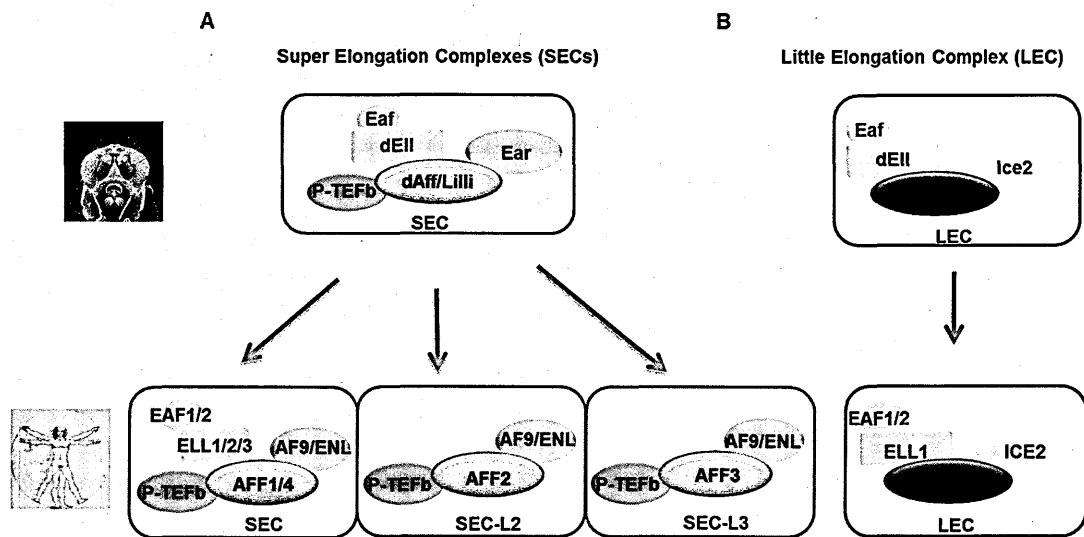 A
B
Super Elongation Complexes (SECs)
Little Elongation Complex (LEC)
Eaf
dEll
Ear
P-TEFb
dAff/Lilli
SEC
Eaf
dEll
Ice2
LEC
EAF1/2
ELL1/2/3
AF9/ENL
P-TEFb
AFF1/4
SEC
AF9/ENL
P-TEFb
AFF2
SEC-L2
AF9/ENL
P-TEFb
AFF3
SEC-L3
EAF1/2
ELL1
ICE2
LEC